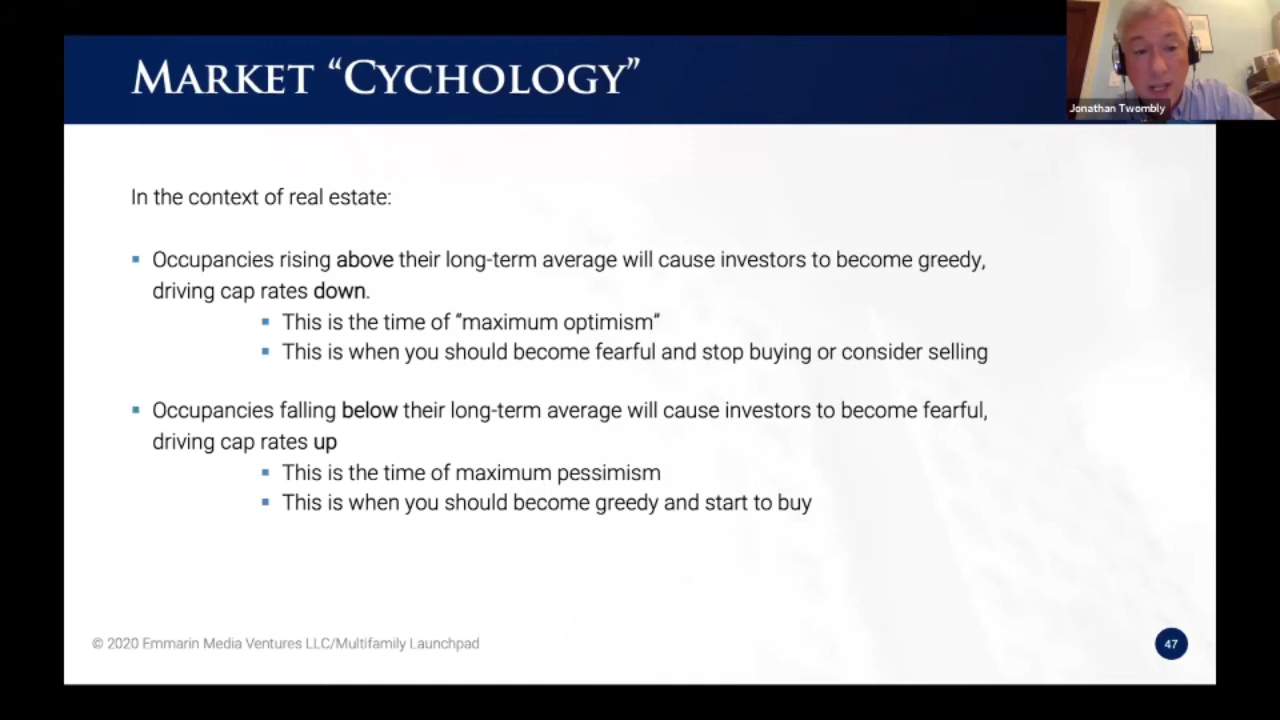 MARKET “CYCHOLOGY”
Jonathan Twombly
In the context of real estate:
▪ Occupancies rising above their long-term average will cause investors to become greedy,
driving cap rates down.
▪ This is the time of “maximum optimism”
▪ This is when you should become fearful and stop buying or consider selling
▪ Occupancies falling below their long-term average will cause investors to become fearful,
driving cap rates up
▪ This is the time of maximum pessimism
▪ This is when you should become greedy and start to buy
© 2020 Emmarin Media Ventures LLC/Multifamily Launchpad
47